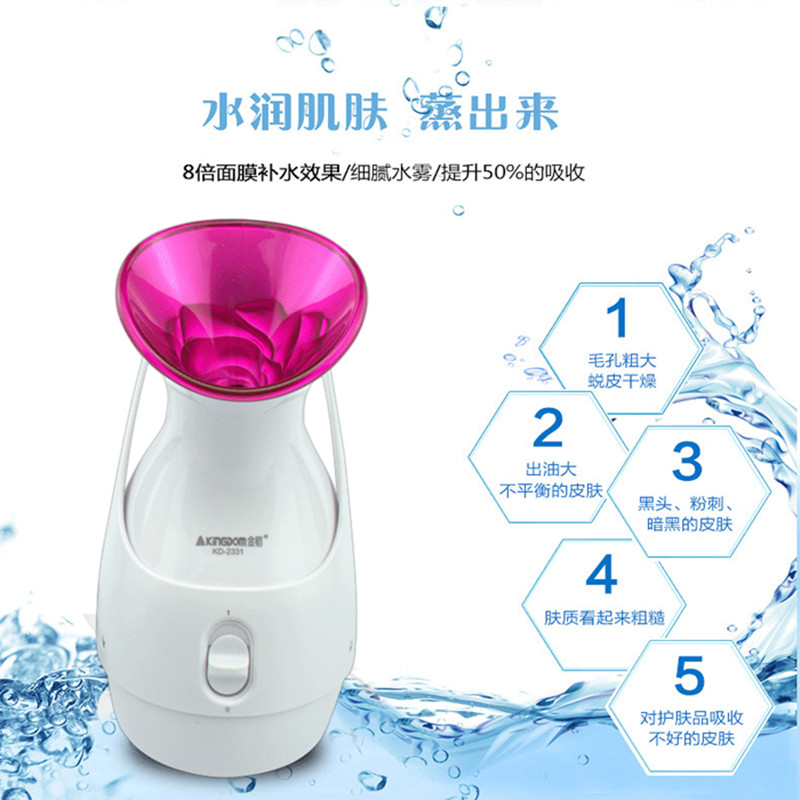 水润肌肤 蒸出来
8倍面膜补水效果/细腻水雾/提升50%的吸收
1
毛孔粗大
蜕皮干燥
2
出油大
不平衡的皮肤
3
黑头、粉刺、
暗黑的皮肤
4
肤质看起来粗糙
5
对护肤品吸收
不好的皮肤
KINGDOM金稻®
KD-2331
1
0